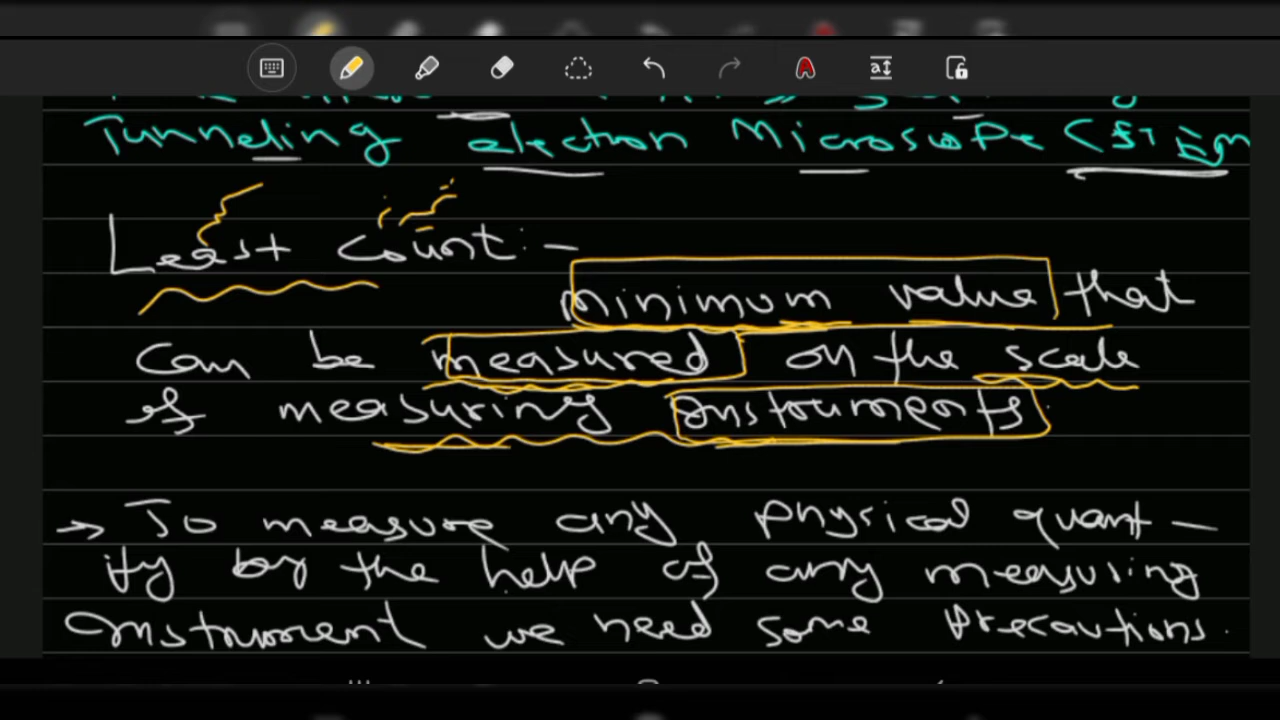 Tunneling electron Microscope (STEm
Least Count :-
minimum value that
can be measured on the scale
of measuring Instruments
→ To measure any physical quant-
ity by the help of any measuring
Instrument we need some Precautions.